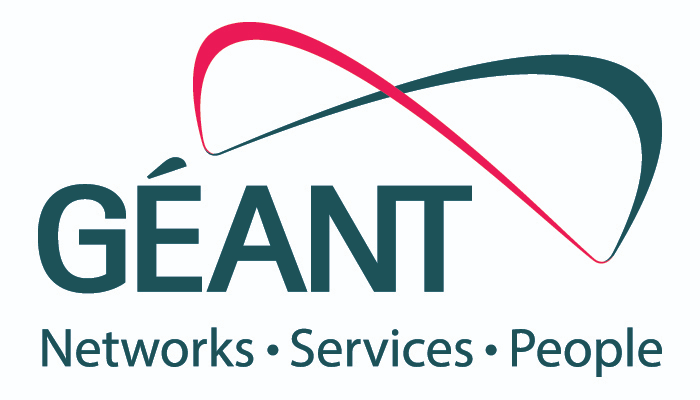 GÉANT
Networks • Services • People